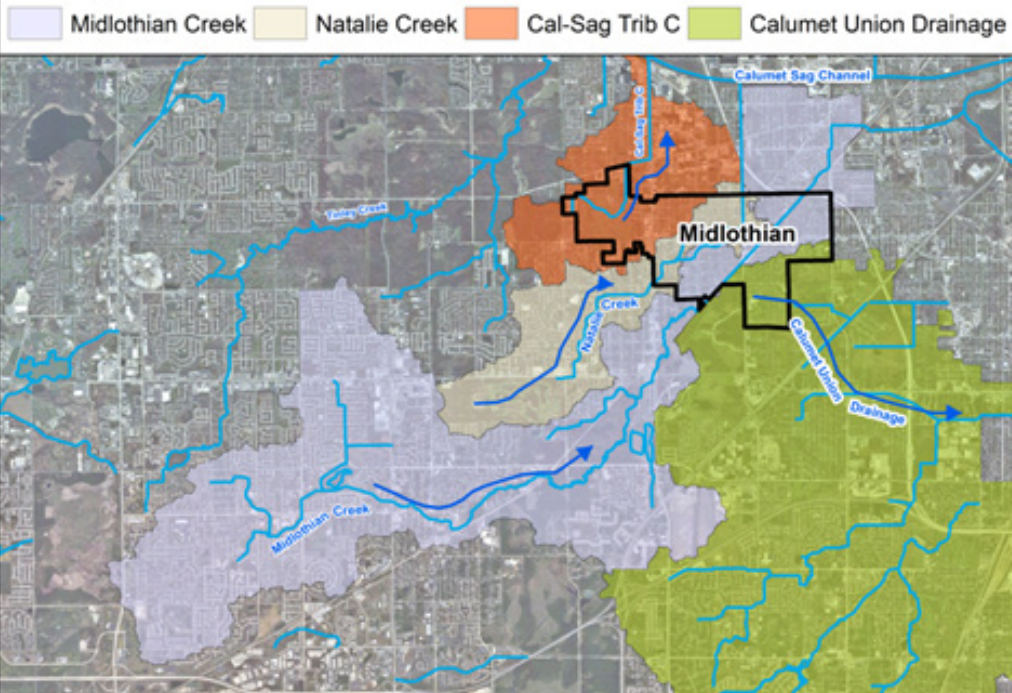 Midlothian Creek
Natalie Creek
Cal-Sag Trib C
Calumet Union Drainage
Calumet Sag Channel
Cal-Sag Trib C
Tinley Creek
Midlothian
Natalie Creek
Calumet Union Drainage
Midlothian Creek